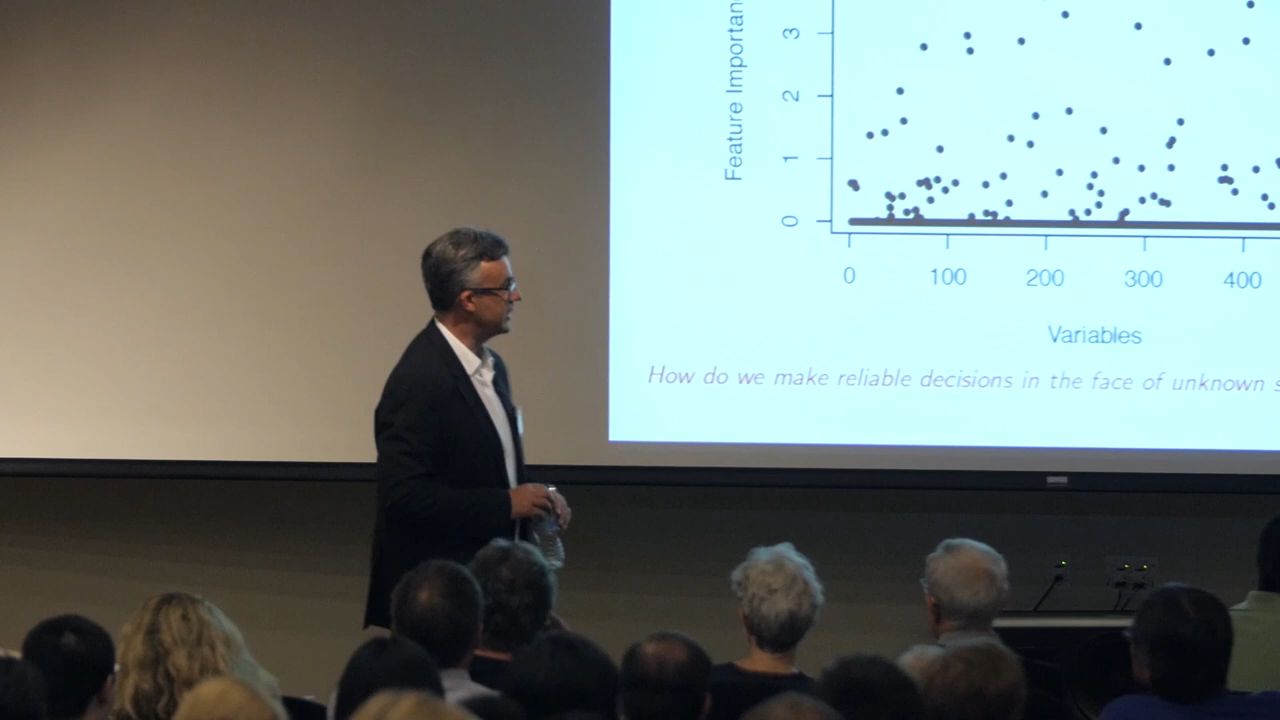 Feature Importan
3
2
1
0
0 100 200 300 400
Variables
How do we make reliable decisions in the face of unknown s